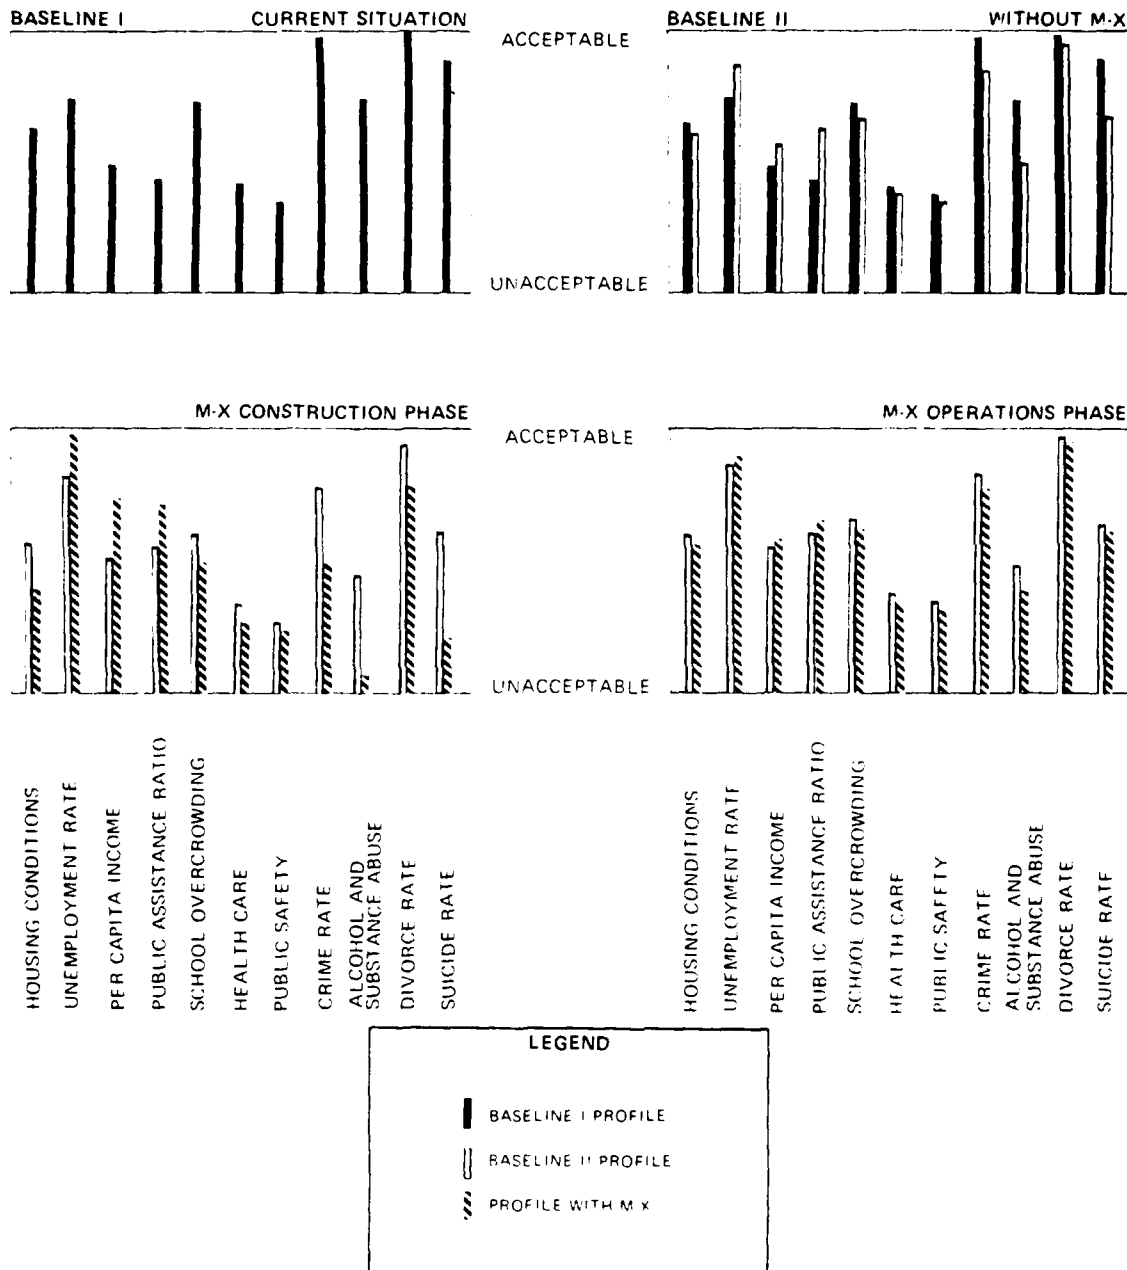 BASELINE I CURRENT SITUATION
ACCEPTABLE
UNACCEPTABLE
BASELINE II WITHOUT M-X
M-X CONSTRUCTION PHASE
ACCEPTABLE
UNACCEPTABLE
M-X OPERATIONS PHASE
HOUSING CONDITIONS
UNEMPLOYMENT RATE
PER CAPITA INCOME
PUBLIC ASSISTANCE RATIO
SCHOOL OVERCROWDING
HEALTH CARE
PUBLIC SAFETY
CRIME RATE
ALCOHOL AND
SUBSTANCE ABUSE
DIVORCE RATE
SUICIDE RATE
HOUSING CONDITIONS
UNEMPLOYMENT RATE
PER CAPITA INCOME
PUBLIC ASSISTANCE RATIO
SCHOOL OVERCROWDING
HEALTH CARE
PUBLIC SAFETY
CRIME RATE
ALCOHOL AND
SUBSTANCE ABUSE
DIVORCE RATE
SUICIDE RATE
LEGEND
BASELINE I PROFILE
BASELINE II PROFILE
PROFILE WITH M X